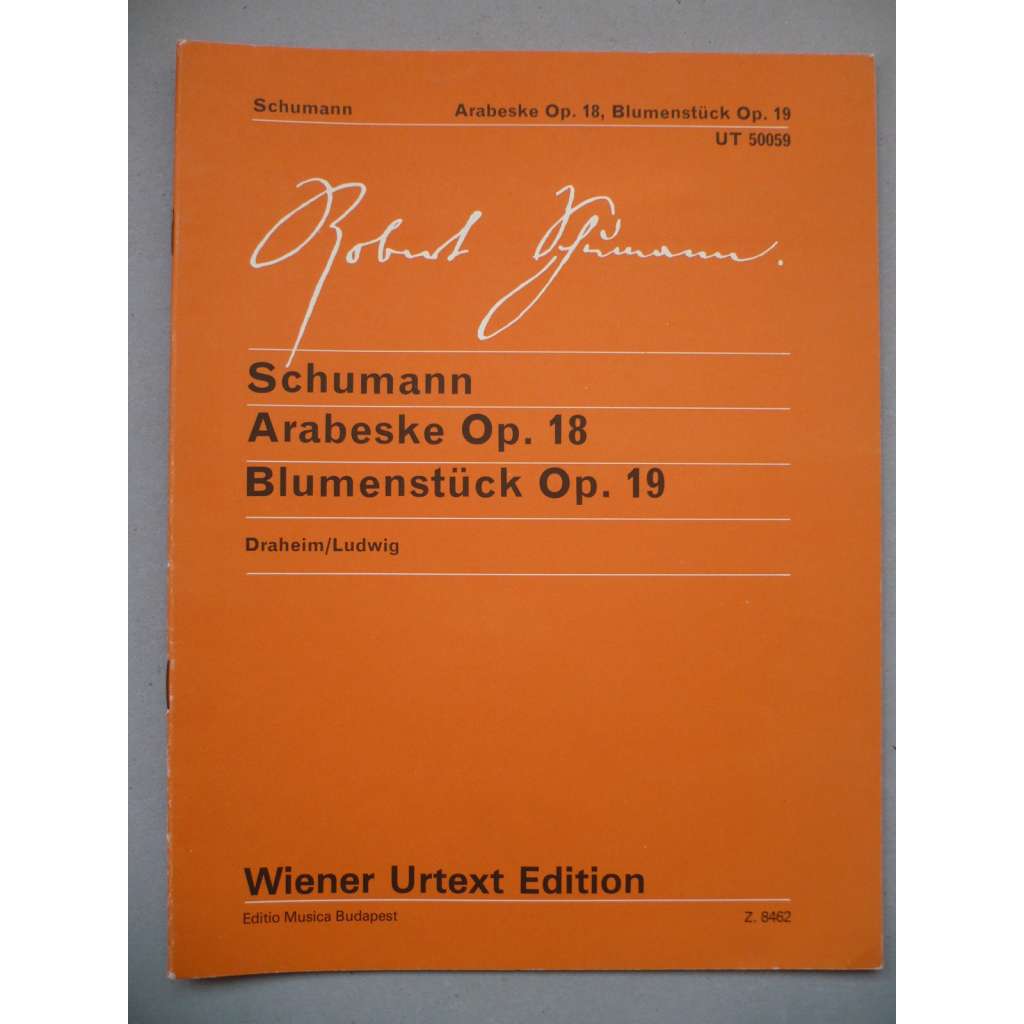 Schumann Arabeske Op. 18, Blumenstück Op. 19
UT 50059
Robert Schumann.
Schumann
Arabeske Op. 18
Blumenstück Op. 19
Draheim/Ludwig
Wiener Urtext Edition
Editio Musica Budapest Z. 8462